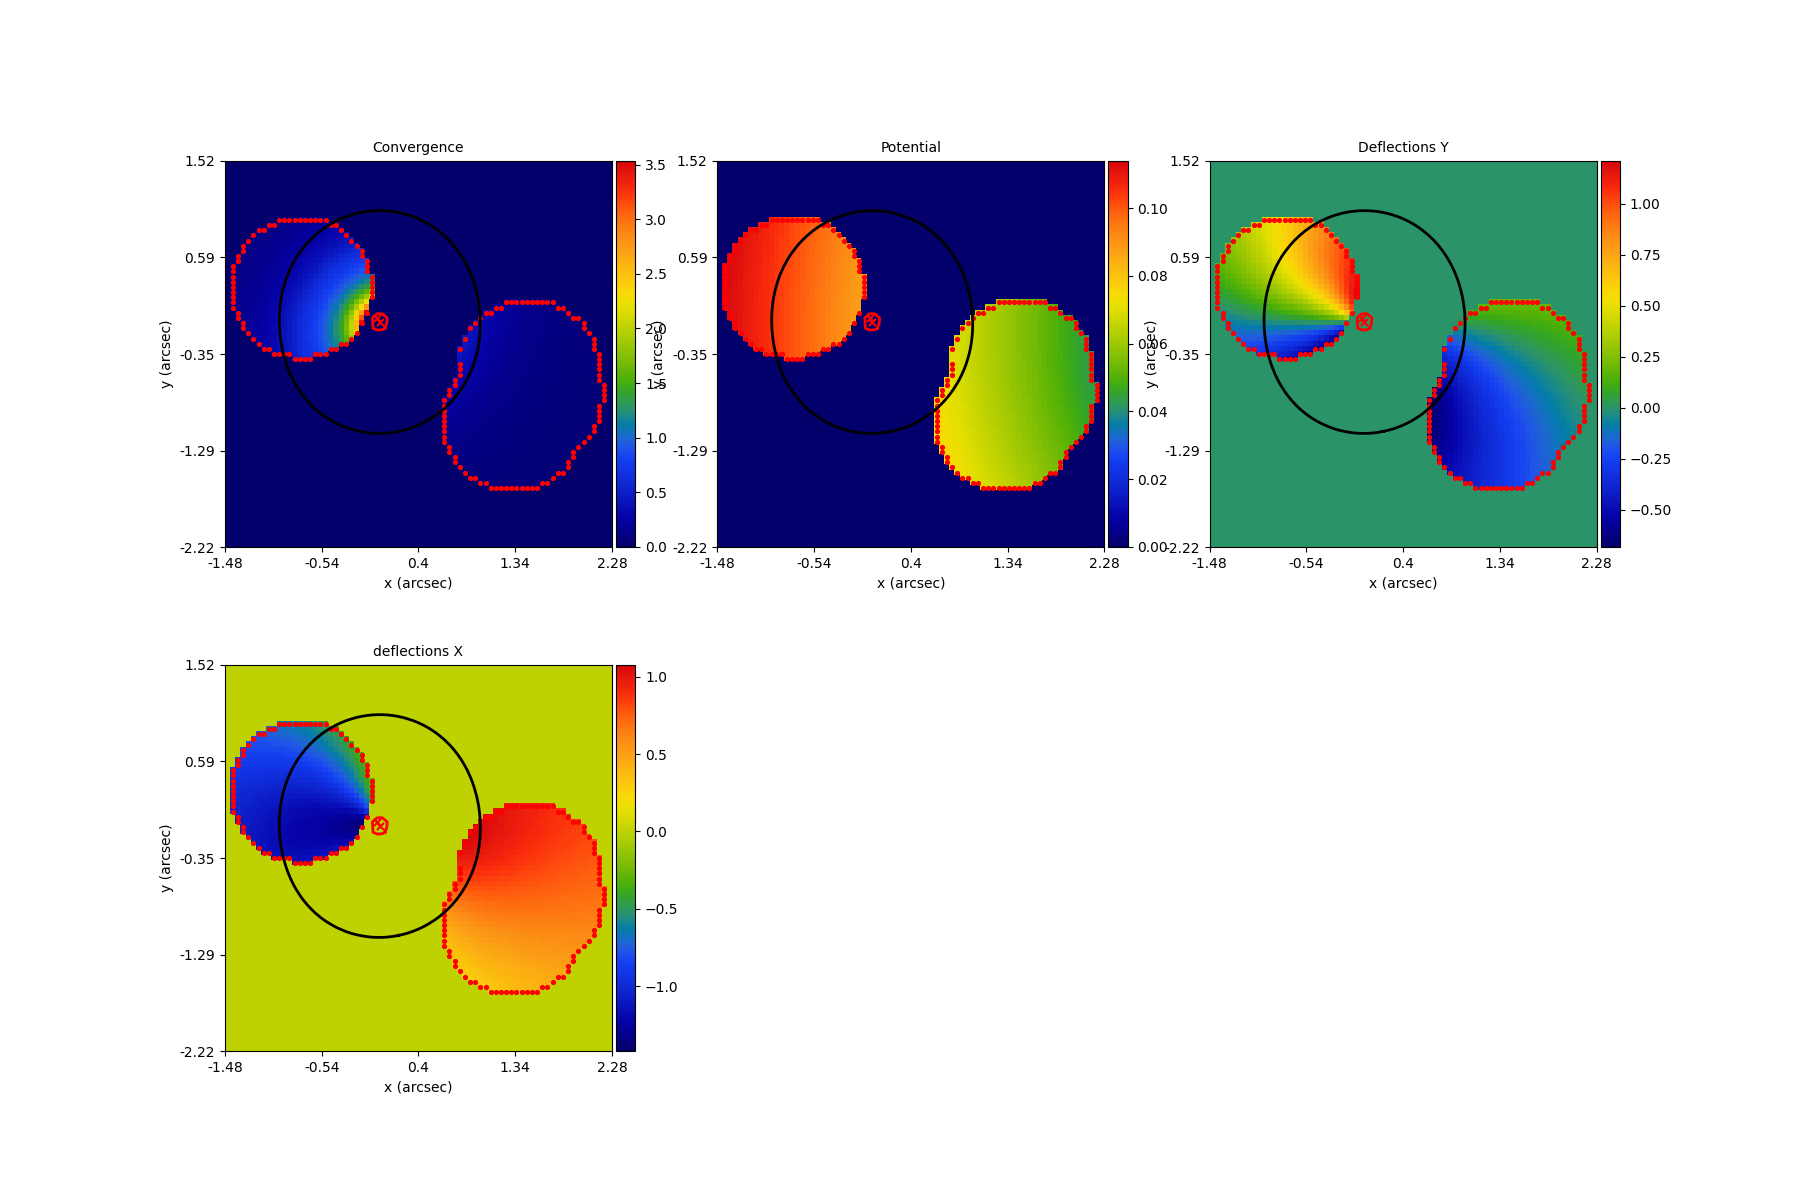 Convergence
1.52
0.59
-0.35
-1.29
-2.22
y (arcsec)
-1.48 -0.54 0.4 1.34 2.28
x (arcsec)
3.5
3.0
2.5
2.0
1.5
1.0
0.5
0.0
Potential
1.52
0.59
-0.35
-1.29
-2.22
y (arcsec)
-1.48 -0.54 0.4 1.34 2.28
x (arcsec)
0.10
0.08
0.06
0.04
0.02
0.00
Deflections Y
1.52
0.59
-0.35
-1.29
-2.22
y (arcsec)
-1.48 -0.54 0.4 1.34 2.28
x (arcsec)
1.00
0.75
0.50
0.25
0.00
−0.25
−0.50
deflections X
1.52
0.59
-0.35
-1.29
-2.22
y (arcsec)
-1.48 -0.54 0.4 1.34 2.28
x (arcsec)
1.0
0.5
0.0
−0.5
−1.0